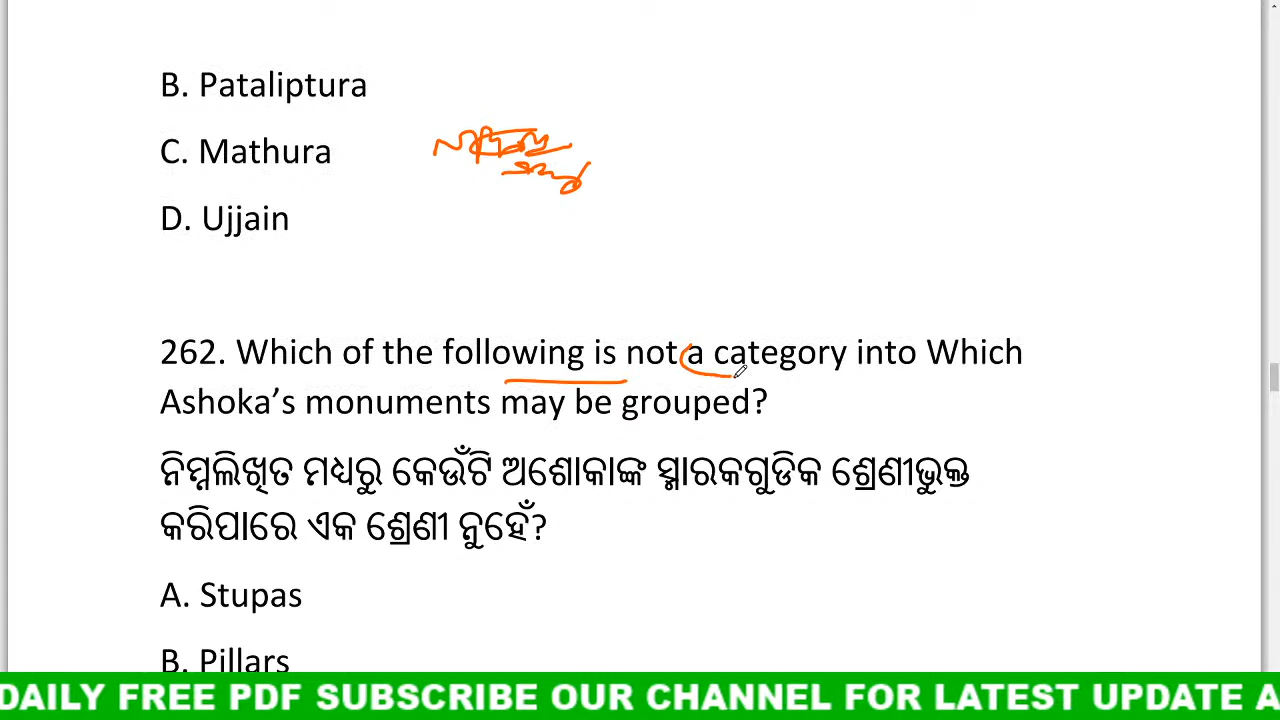 B. Pataliptura
C. Mathura
D. Ujjain
262. Which of the following is not a category into Which
Ashoka’s monuments may be grouped?
ନିମ୍ନଲିଖିତ ମଧ୍ୟରୁ କେଉଁଟି ଅଶୋକାଙ୍କ ସ୍ମାରକଗୁଡିକ ଶ୍ରେଣୀଭୁକ୍ତ
କରିପାରେ ଏକ ଶ୍ରେଣୀ ନୁହେଁ?
A. Stupas
B. Pillars
DAILY FREE PDF SUBSCRIBE OUR CHANNEL FOR LATEST UPDATE A